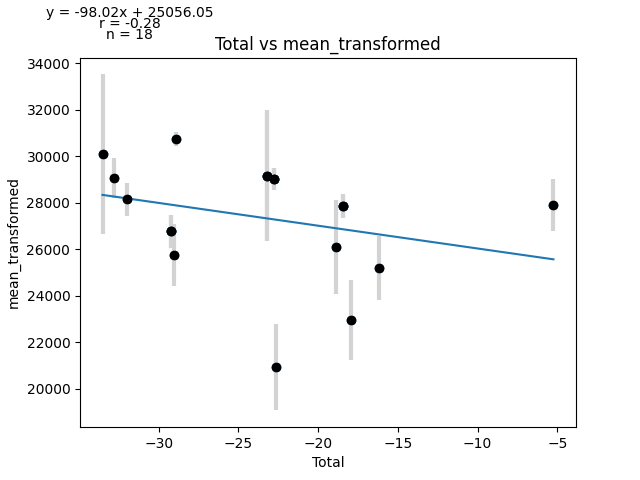 y = -98.02x + 25056.05
r = -0.28
n = 18
Total vs mean_transformed
34000
32000
30000
28000
26000
24000
22000
20000
mean_transformed
−30
−25
−20
−15
−10
−5
Total